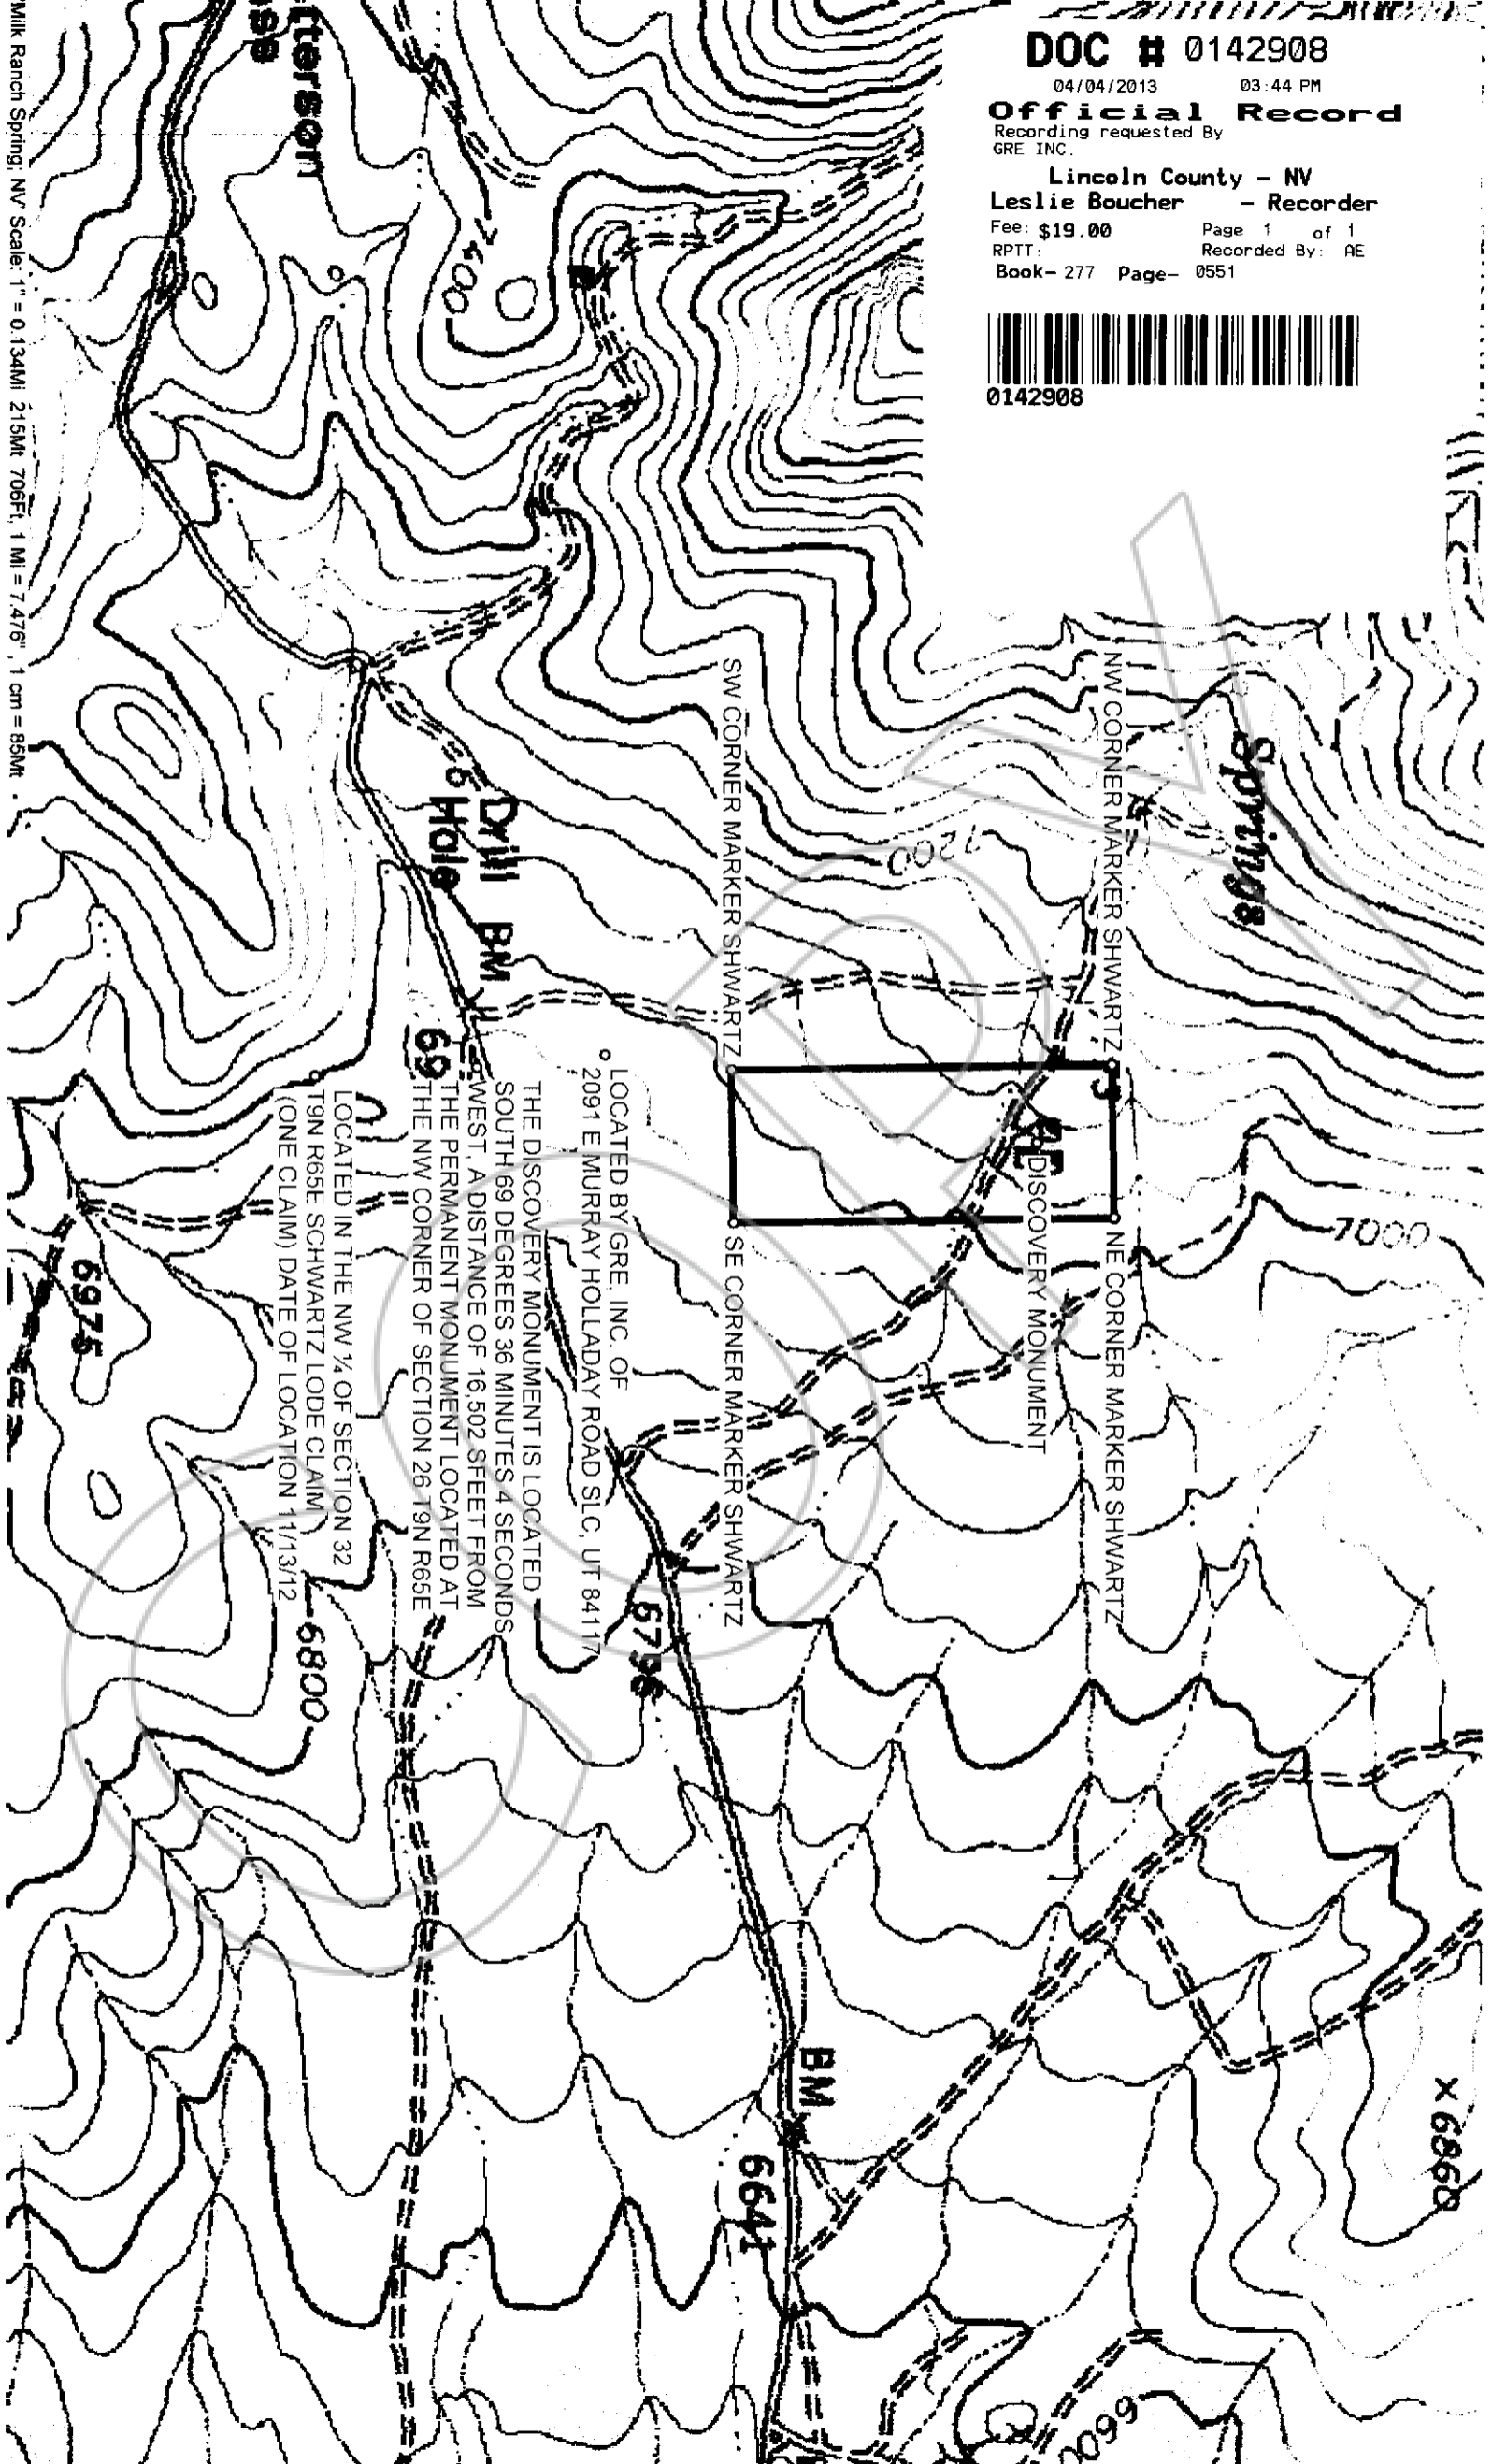 DOC # 0142908
04/04/2013 03:44 PM
Official Record
Recording requested By
GRE INC.
Lincoln County - NV
Leslie Boucher - Recorder
Fee: $19.00 Page 1 of 1
RPTT: Recorded By: AE
Book- 277 Page- 0551
0142908
Springs
NW CORNER MARKER SHWARTZ
NE CORNER MARKER SHWARTZ
DISCOVERY MONUMENT
SW CORNER MARKER SHWARTZ
SE CORNER MARKER SHWARTZ
7000
7200
7400
x 6860
BM
6641
6600
6796
LOCATED BY GRE. INC. OF
2091 E MURRAY HOLLADAY ROAD SLC, UT 84117
THE DISCOVERY MONUMENT IS LOCATED
SOUTH 69 DEGREES 36 MINUTES 4 SECONDS
WEST, A DISTANCE OF 16,502 SFEET FROM
THE PERMANENT MONUMENT LOCATED AT
THE NW CORNER OF SECTION 26 T9N R65E
LOCATED IN THE NW ¼ OF SECTION 32
T9N R65E SCHWARTZ LODE CLAIM
(ONE CLAIM) DATE OF LOCATION 11/13/12
Drill
Hole
BM
69
6800
6975
tterson
Milk Ranch Spring; NV Scale: 1" = 0.134Mi 215Mt 706Ft, 1 Mi = 7.476", 1 cm = 85Mt
COPY